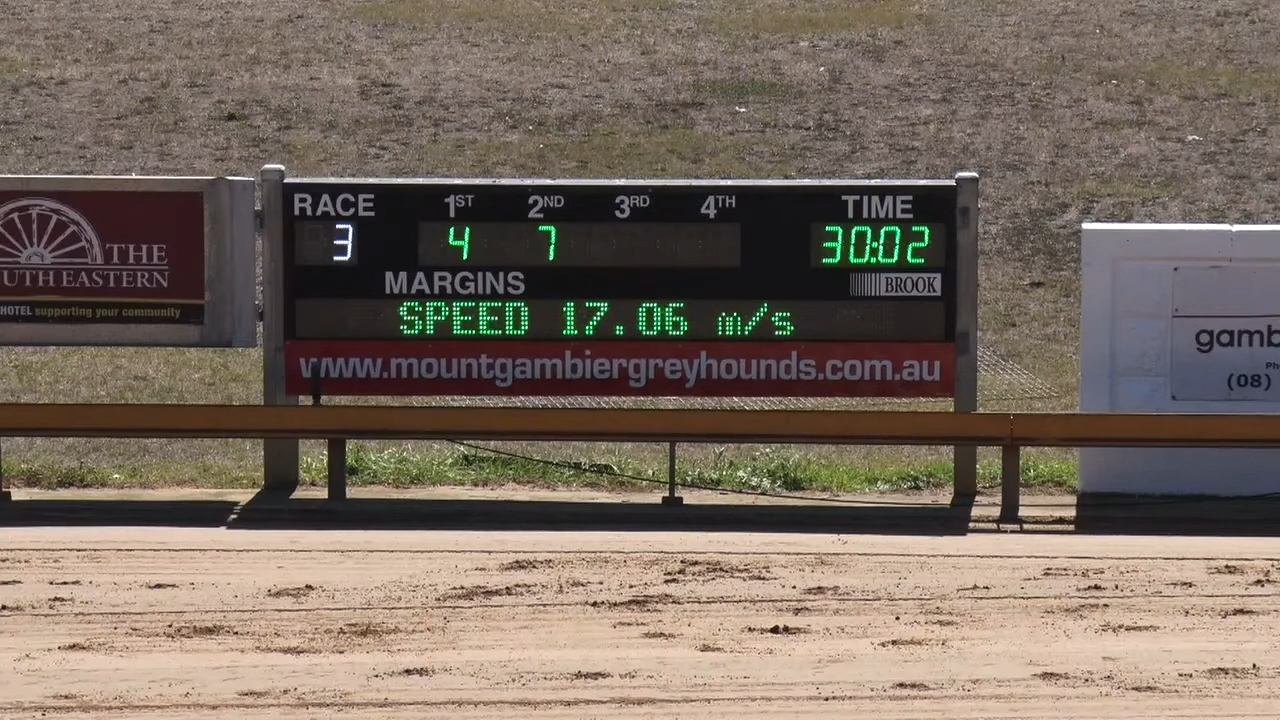 RACE 1ST 2ND 3RD 4TH TIME
3 4 7 30:02
MARGINS BROOK
SPEED 17.06 m/s
www.mountgambiergreyhounds.com.au
THE
UTH EASTERN
HOTEL supporting your community
gamb
Ph
(08)